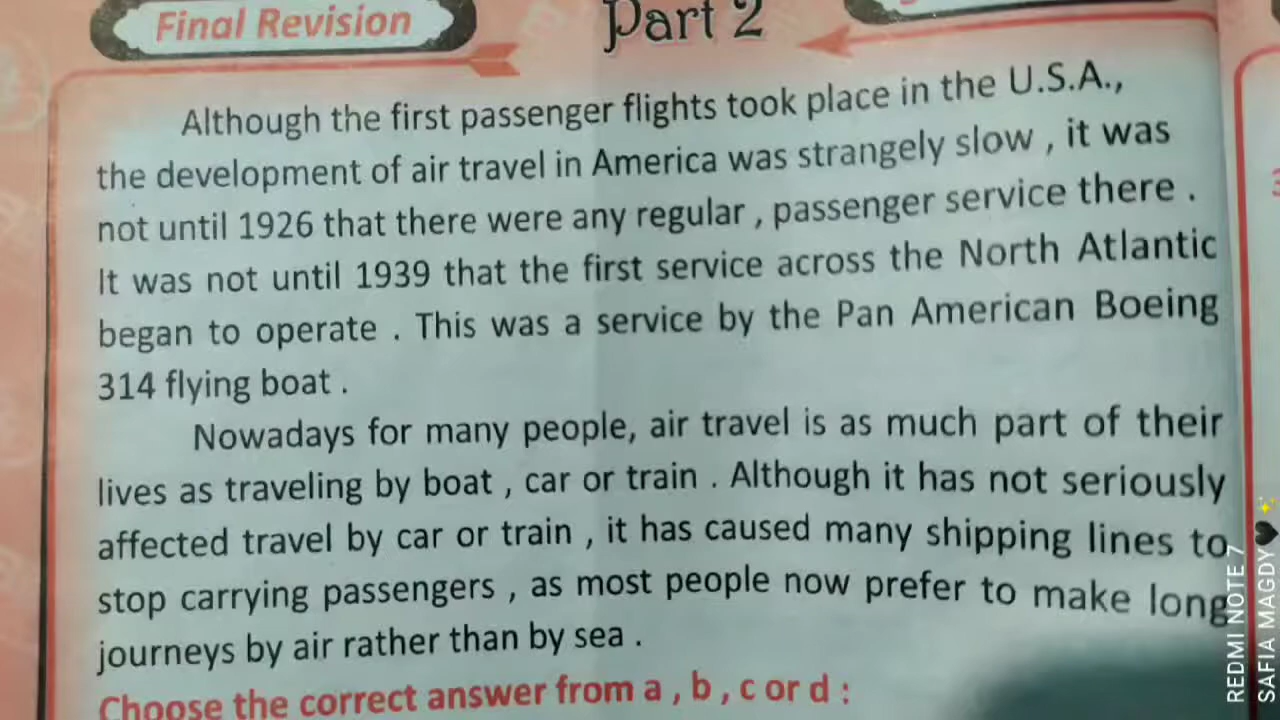 Final Revision
Part 2
Although the first passenger flights took place in the U.S.A.,
the development of air travel in America was strangely slow , it was
not until 1926 that there were any regular , passenger service there .
It was not until 1939 that the first service across the North Atlantic
began to operate . This was a service by the Pan American Boeing
314 flying boat .
Nowadays for many people, air travel is as much part of their
lives as traveling by boat , car or train . Although it has not seriously
affected travel by car or train , it has caused many shipping lines to
stop carrying passengers , as most people now prefer to make long
journeys by air rather than by sea .
Choose the correct answer from a , b , c or d :
REDMI NOTE 7
SAFIA MAGDY